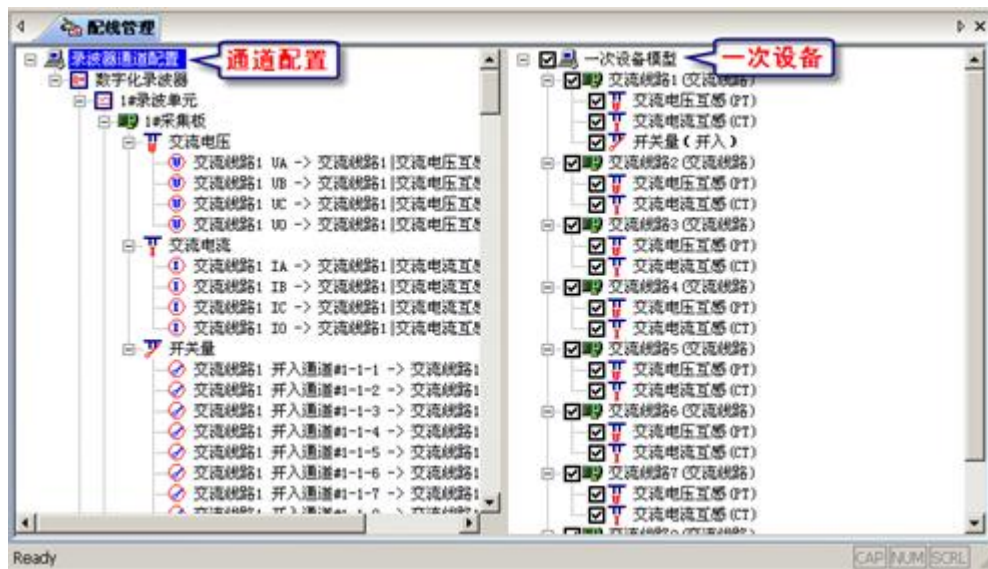 配线管理
录波器通道配置
通道配置
数字化录波器
1#录波单元
1#采集板
交流电压
交流线路1 UA -> 交流线路1|交流电压互感
交流线路1 UB -> 交流线路1|交流电压互感
交流线路1 UC -> 交流线路1|交流电压互感
交流线路1 UO -> 交流线路1|交流电压互感
交流电流
交流线路1 IA -> 交流线路1|交流电流互感
交流线路1 IB -> 交流线路1|交流电流互感
交流线路1 IC -> 交流线路1|交流电流互感
交流线路1 IO -> 交流线路1|交流电流互感
开关量
交流线路1 开入通道#1-1-1 -> 交流线路1
交流线路1 开入通道#1-1-2 -> 交流线路1
交流线路1 开入通道#1-1-3 -> 交流线路1
交流线路1 开入通道#1-1-4 -> 交流线路1
交流线路1 开入通道#1-1-5 -> 交流线路1
交流线路1 开入通道#1-1-6 -> 交流线路1
交流线路1 开入通道#1-1-7 -> 交流线路1
一次设备模型
一次设备
交流线路1(交流线路)
交流电压互感(PT)
交流电流互感(CT)
开关量(开入)
交流线路2(交流线路)
交流电压互感(PT)
交流电流互感(CT)
交流线路3(交流线路)
交流电压互感(PT)
交流电流互感(CT)
交流线路4(交流线路)
交流电压互感(PT)
交流电流互感(CT)
交流线路5(交流线路)
交流电压互感(PT)
交流电流互感(CT)
交流线路6(交流线路)
交流电压互感(PT)
交流电流互感(CT)
交流线路7(交流线路)
交流电压互感(PT)
交流电流互感(CT)
Ready
CAP NUM SCRL